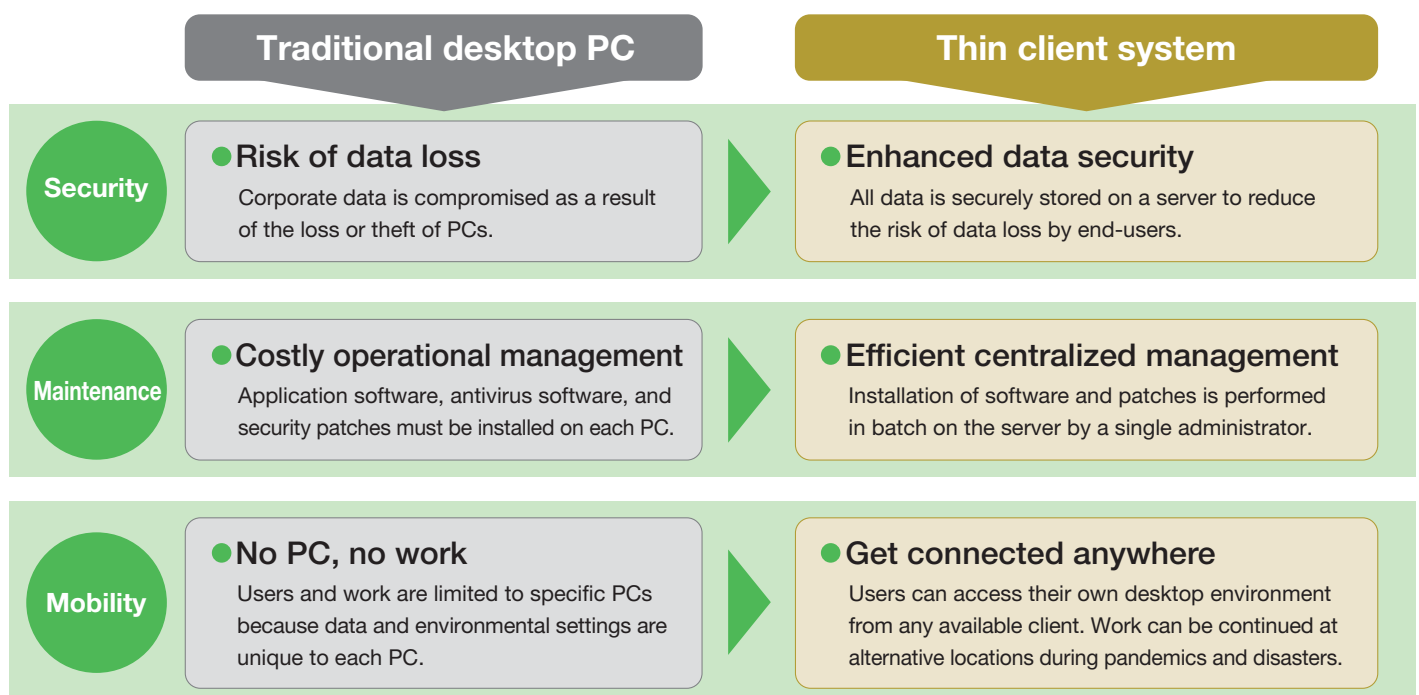 Traditional desktop PC
Thin client system
Security
Risk of data loss
Corporate data is compromised as a result
of the loss or theft of PCs.
Enhanced data security
All data is securely stored on a server to reduce
the risk of data loss by end-users.
Maintenance
Costly operational management
Application software, antivirus software, and
security patches must be installed on each PC.
Efficient centralized management
Installation of software and patches is performed
in batch on the server by a single administrator.
Mobility
No PC, no work
Users and work are limited to specific PCs
because data and environmental settings are
unique to each PC.
Get connected anywhere
Users can access their own desktop environment
from any available client. Work can be continued at
alternative locations during pandemics and disasters.